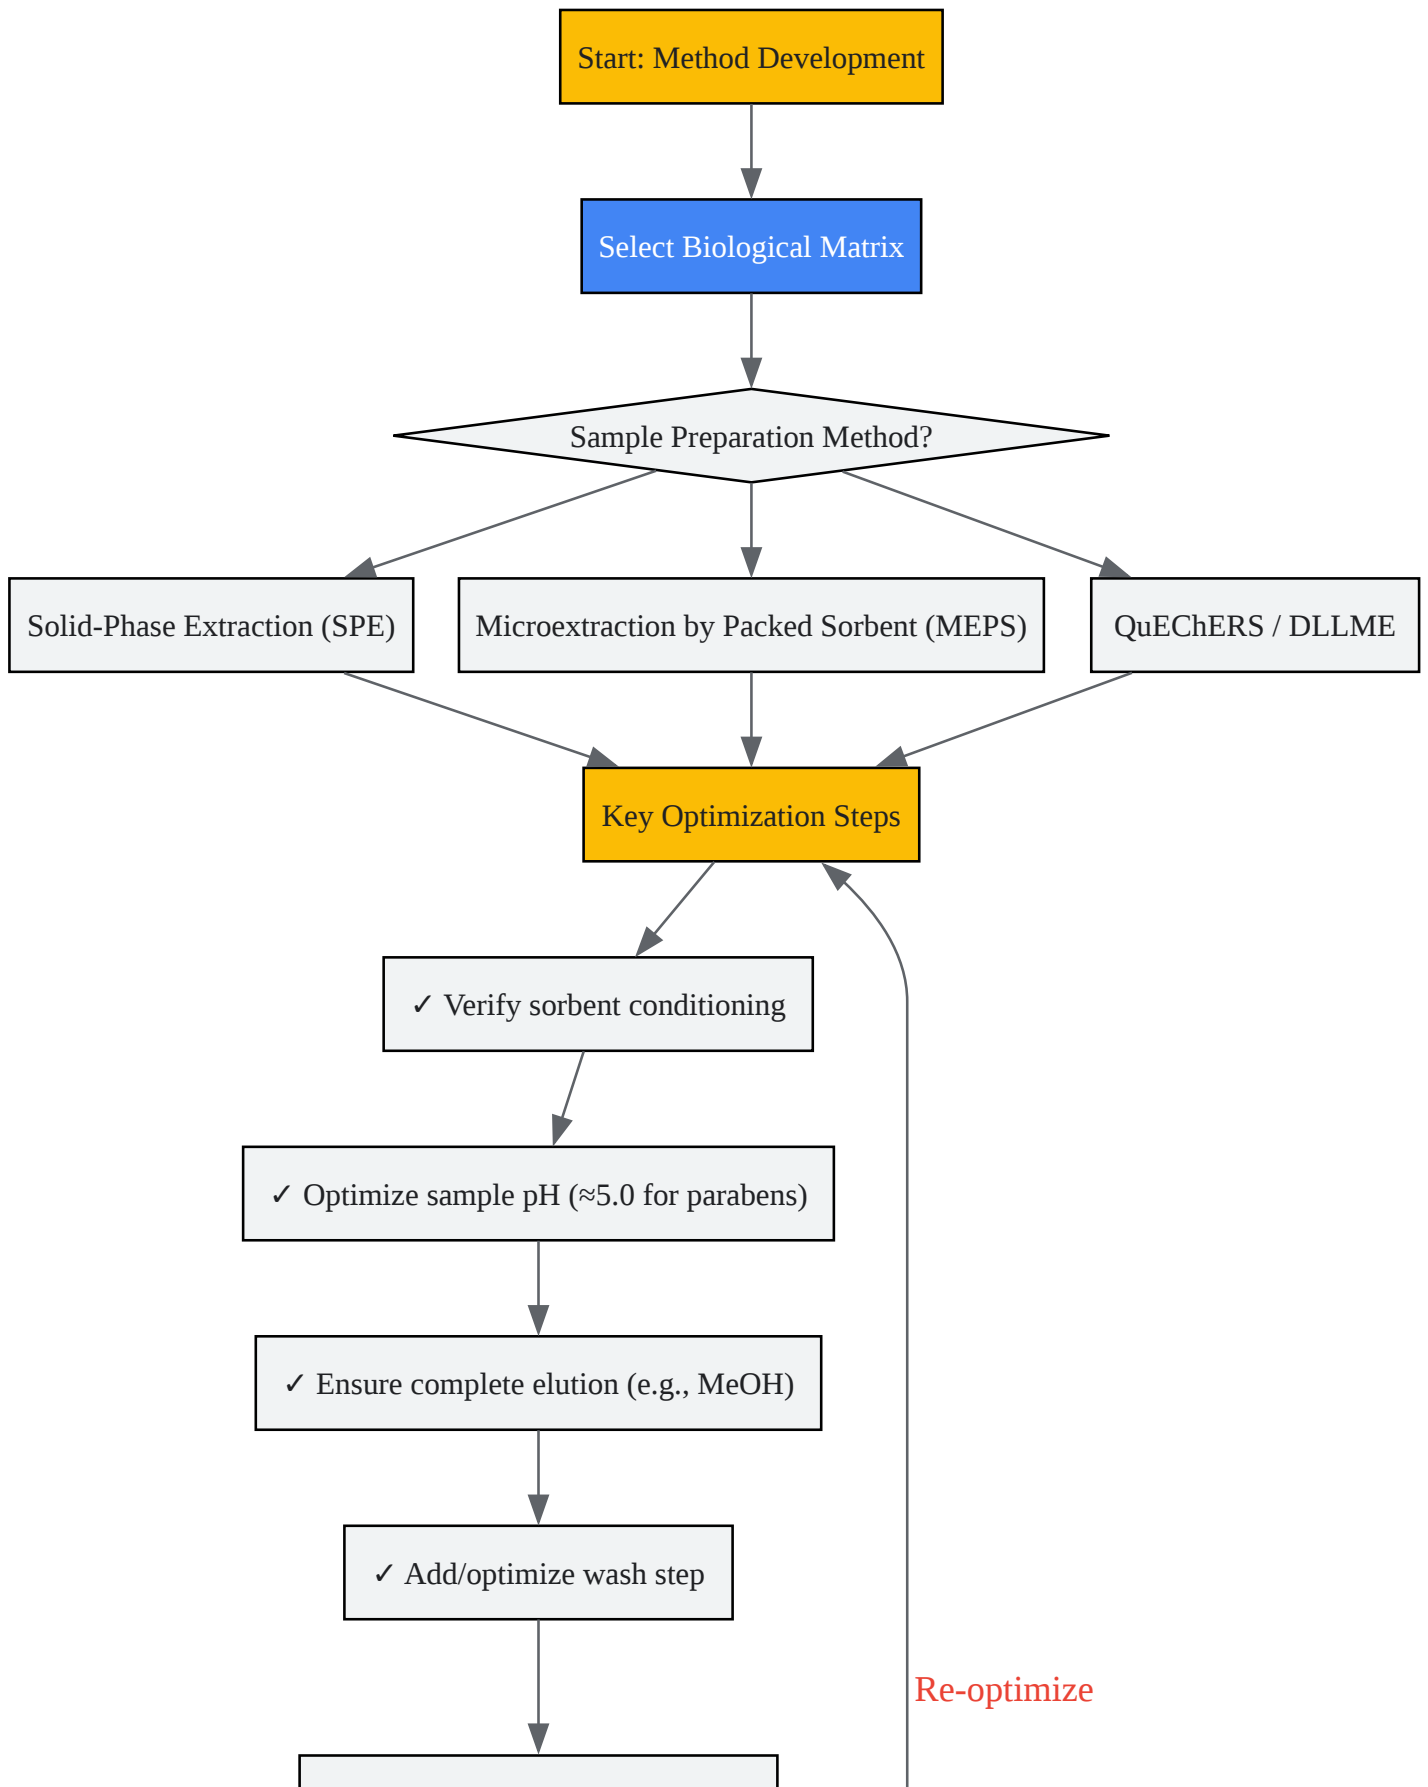 Start: Method Development
Select Biological Matrix
Sample Preparation Method?
Solid-Phase Extraction (SPE)
Microextraction by Packed Sorbent (MEPS)
QuEChERS / DLLME
Key Optimization Steps
✓ Verify sorbent conditioning
✓ Optimize sample pH (≈5.0 for parabens)
✓ Ensure complete elution (e.g., MeOH)
✓ Add/optimize wash step
Re-optimize